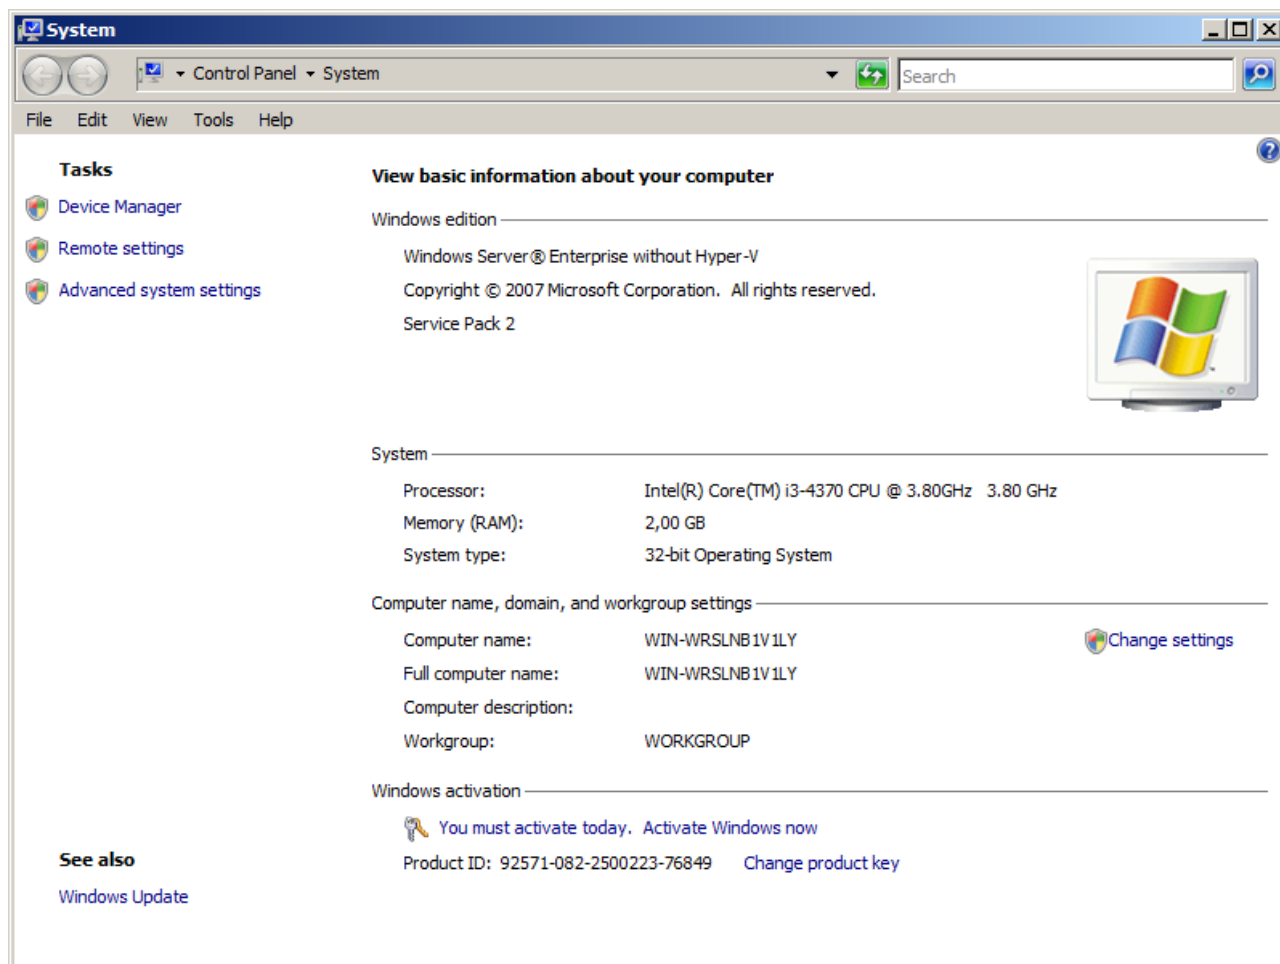 System
Control Panel System
Search
File Edit View Tools Help
Tasks
Device Manager
Remote settings
Advanced system settings
View basic information about your computer
Windows edition
Windows Server® Enterprise without Hyper-V
Copyright © 2007 Microsoft Corporation. All rights reserved.
Service Pack 2
System
Processor: Intel(R) Core(TM) i3-4370 CPU @ 3.80GHz 3.80 GHz
Memory (RAM): 2,00 GB
System type: 32-bit Operating System
Computer name, domain, and workgroup settings
Computer name: WIN-WRSLNB1V1LY Change settings
Full computer name: WIN-WRSLNB1V1LY
Computer description:
Workgroup: WORKGROUP
Windows activation
You must activate today. Activate Windows now
Product ID: 92571-082-2500223-76849 Change product key
See also
Windows Update